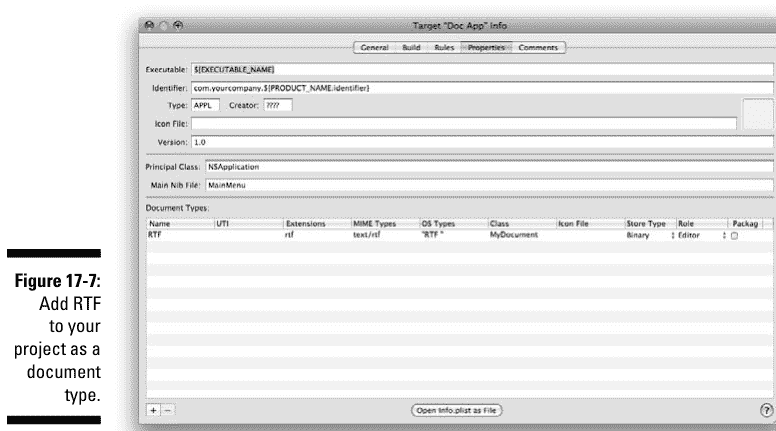 Target "Doc App" Info
General Build Rules Properties Comments
Executable: ${EXECUTABLE_NAME}
Identifier: com.yourcompany.${PRODUCT_NAME:identifier}
Type: APPL Creator: ????
Icon File:
Version: 1.0
Principal Class: NSApplication
Main Nib File: MainMenu
Document Types:
Name UTI Extensions MIME Types OS Types Class Icon File Store Type Role Packag
RTF rtf text/rtf "RTF " MyDocument Binary Editor
+ − Open Info.plist as File ?
Figure 17-7:
Add RTF
to your
project as a
document
type.